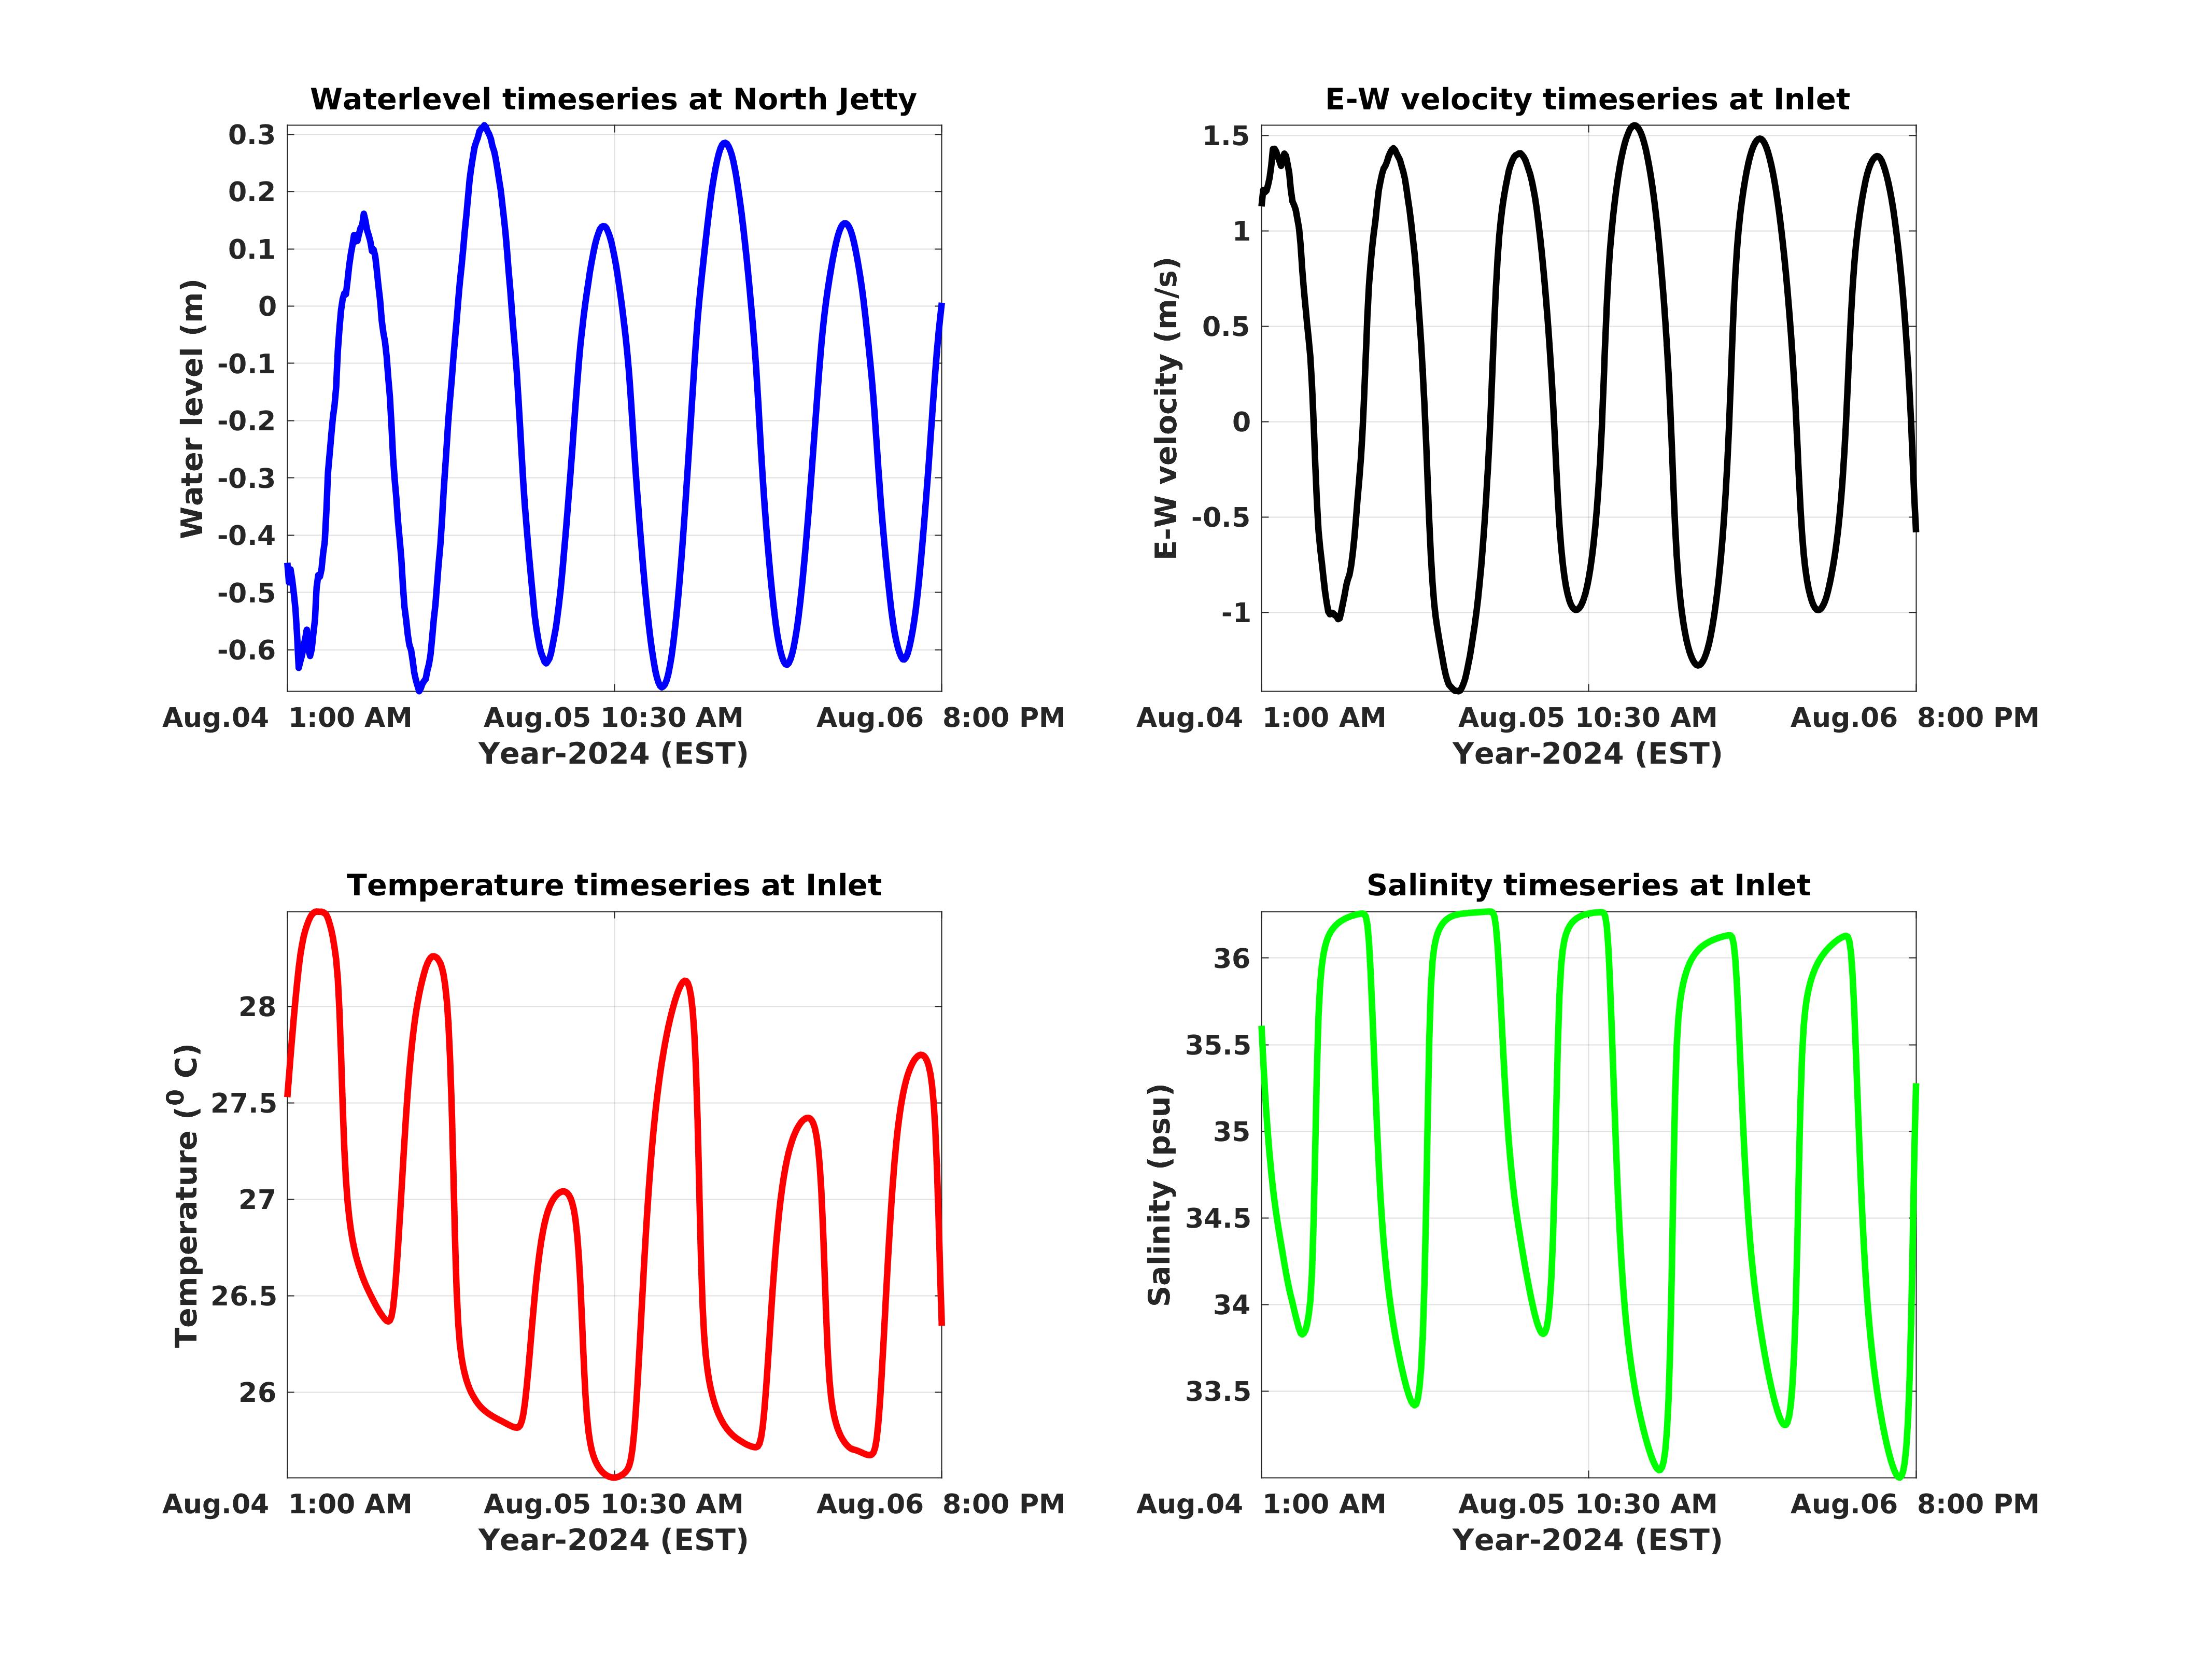 Waterlevel timeseries at North Jetty
0.3
0.2
0.1
0
-0.1
-0.2
-0.3
-0.4
-0.5
-0.6
Water level (m)
Aug.04 1:00 AM
Aug.05 10:30 AM
Aug.06 8:00 PM
Year-2024 (EST)
E-W velocity timeseries at Inlet
1.5
1
0.5
0
-0.5
-1
E-W velocity (m/s)
Aug.04 1:00 AM
Aug.05 10:30 AM
Aug.06 8:00 PM
Year-2024 (EST)
Temperature timeseries at Inlet
28
27.5
27
26.5
26
Temperature (⁰ C)
Aug.04 1:00 AM
Aug.05 10:30 AM
Aug.06 8:00 PM
Year-2024 (EST)
Salinity timeseries at Inlet
36
35.5
35
34.5
34
33.5
Salinity (psu)
Aug.04 1:00 AM
Aug.05 10:30 AM
Aug.06 8:00 PM
Year-2024 (EST)